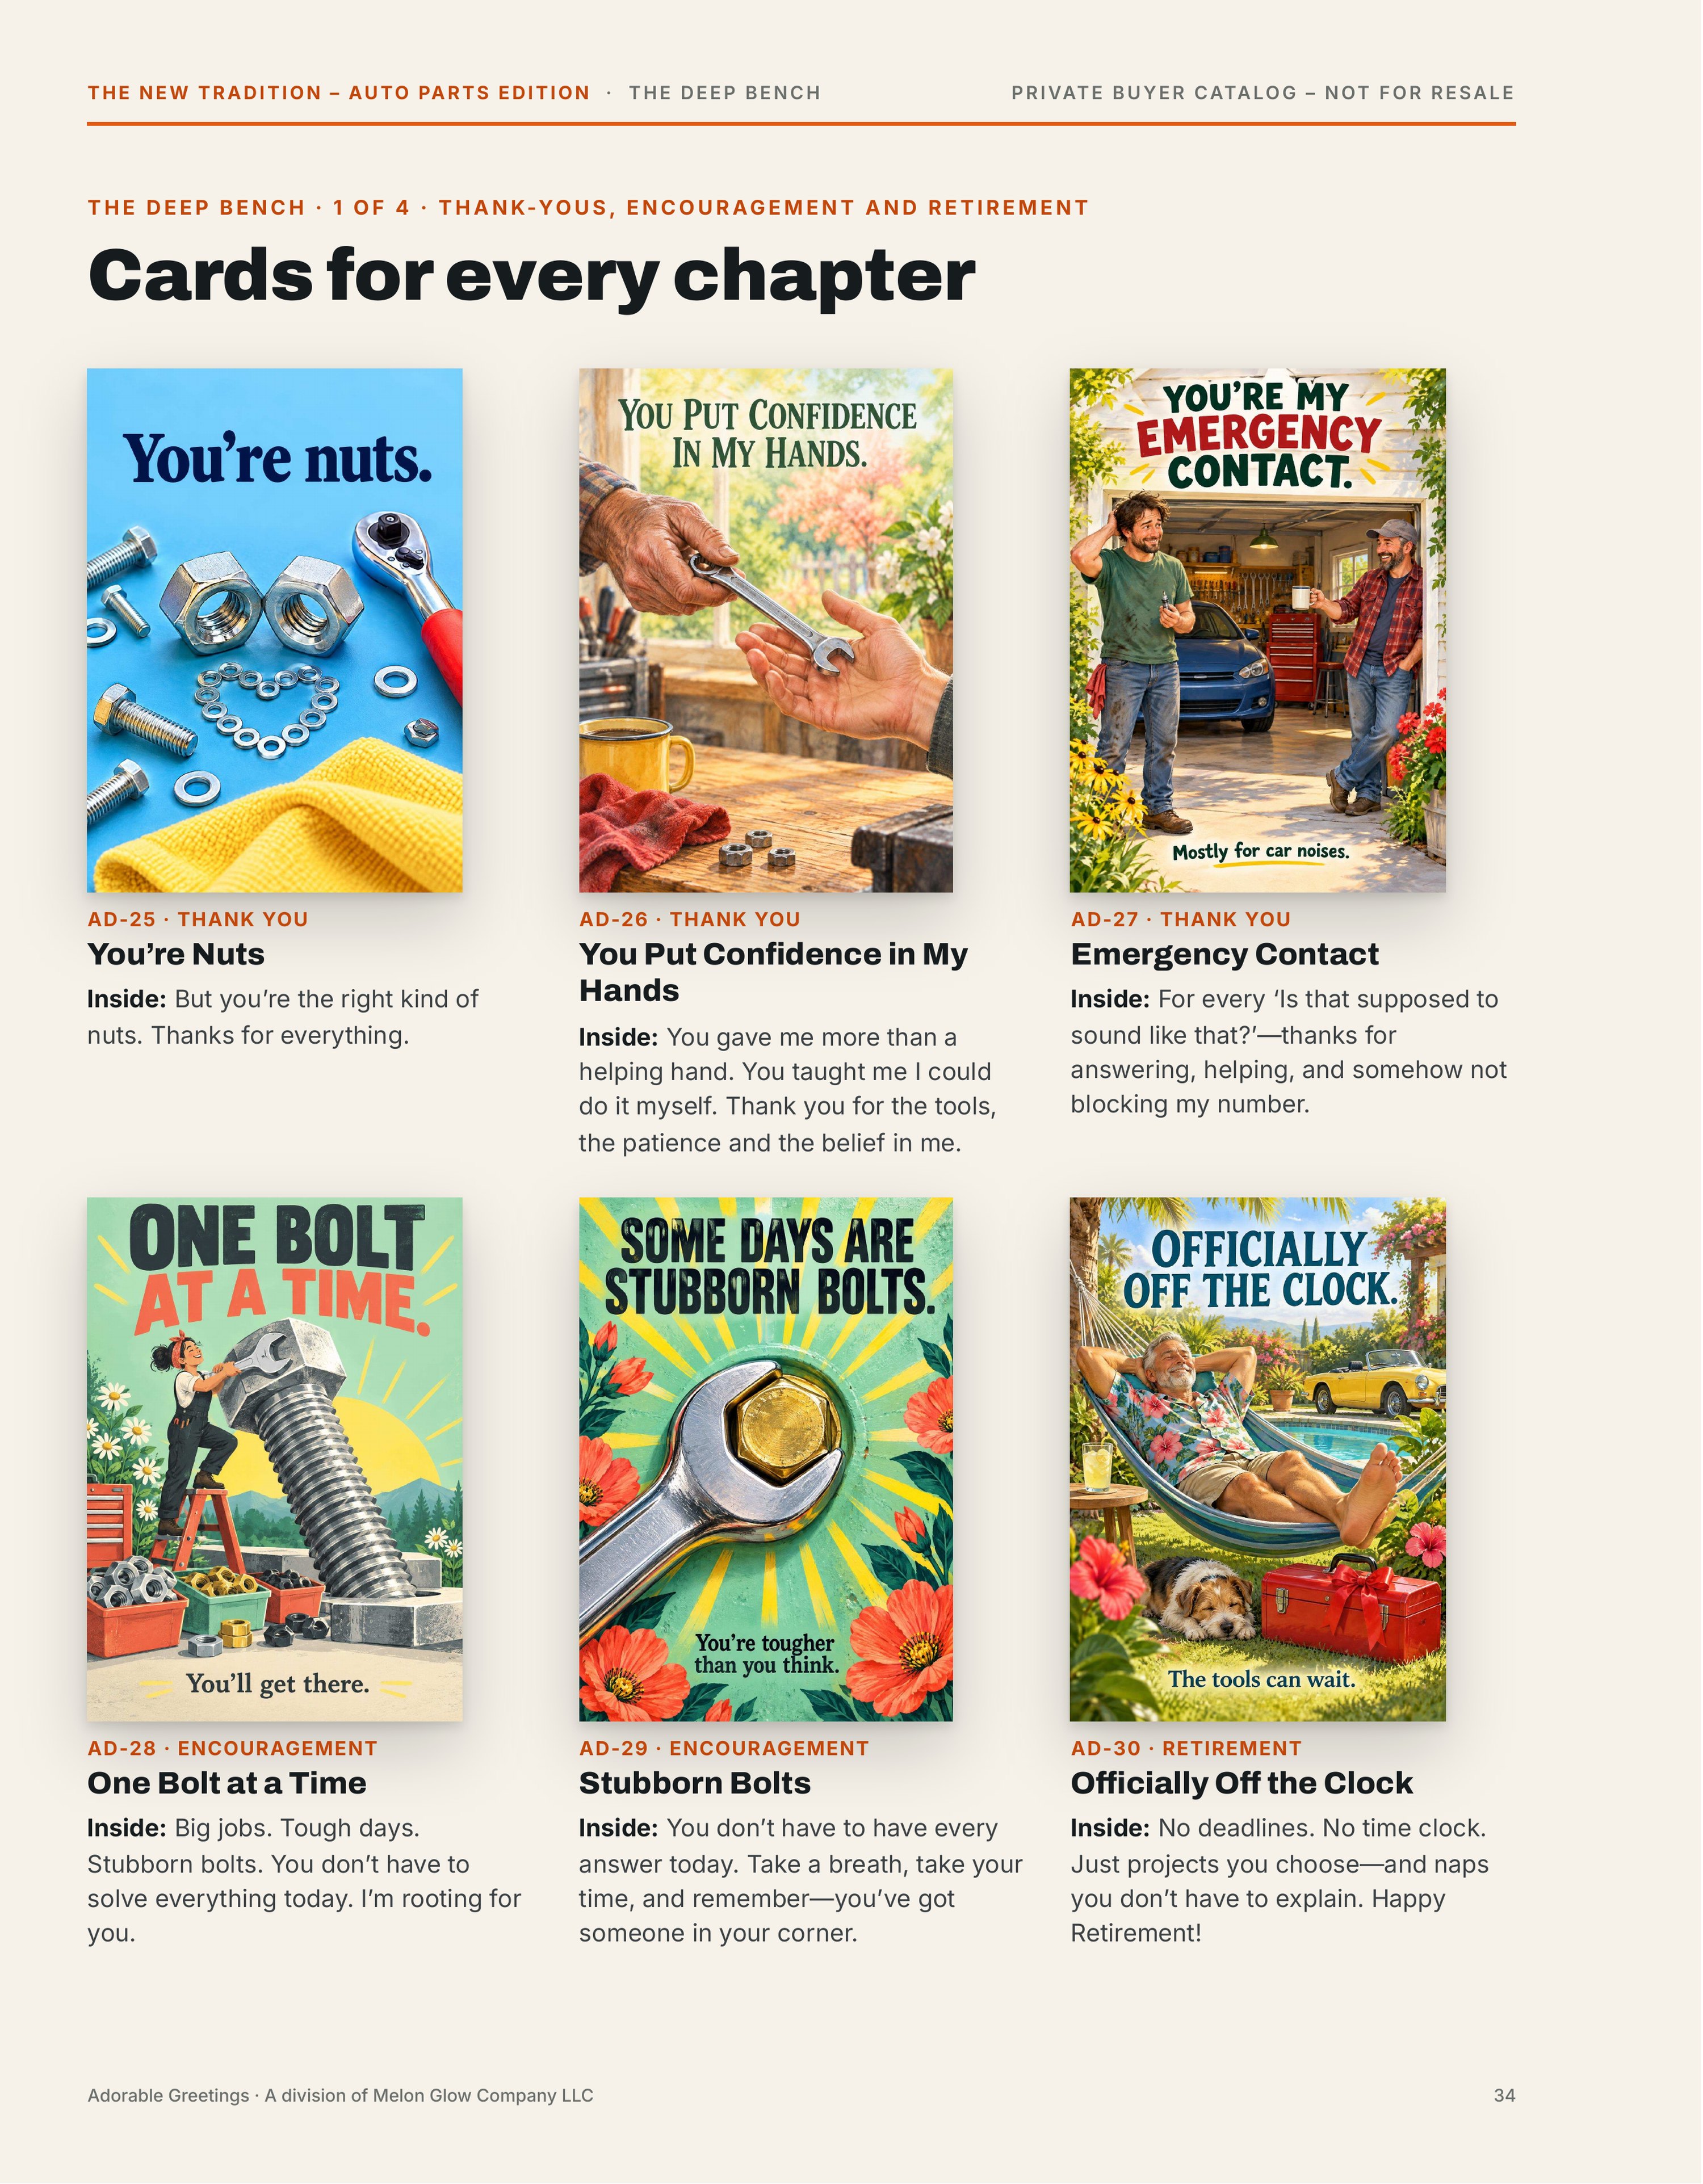 THE NEW TRADITION – AUTO PARTS EDITION · THE DEEP BENCH
PRIVATE BUYER CATALOG – NOT FOR RESALE
THE DEEP BENCH · 1 OF 4 · THANK-YOUS, ENCOURAGEMENT AND RETIREMENT
Cards for every chapter
You’re nuts.
AD-25 · THANK YOU
You’re Nuts
Inside: But you’re the right kind of
nuts. Thanks for everything.
YOU PUT CONFIDENCE
IN MY HANDS.
AD-26 · THANK YOU
You Put Confidence in My
Hands
Inside: You gave me more than a
helping hand. You taught me I could
do it myself. Thank you for the tools,
the patience and the belief in me.
YOU’RE MY
EMERGENCY
CONTACT.
Mostly for car noises.
AD-27 · THANK YOU
Emergency Contact
Inside: For every ‘Is that supposed to
sound like that?’—thanks for
answering, helping, and somehow not
blocking my number.
ONE BOLT
AT A TIME.
You’ll get there.
AD-28 · ENCOURAGEMENT
One Bolt at a Time
Inside: Big jobs. Tough days.
Stubborn bolts. You don’t have to
solve everything today. I’m rooting for
you.
SOME DAYS ARE
STUBBORN BOLTS.
You’re tougher
than you think.
AD-29 · ENCOURAGEMENT
Stubborn Bolts
Inside: You don’t have to have every
answer today. Take a breath, take your
time, and remember—you’ve got
someone in your corner.
OFFICIALLY
OFF THE CLOCK.
The tools can wait.
AD-30 · RETIREMENT
Officially Off the Clock
Inside: No deadlines. No time clock.
Just projects you choose—and naps
you don’t have to explain. Happy
Retirement!
Adorable Greetings · A division of Melon Glow Company LLC
34